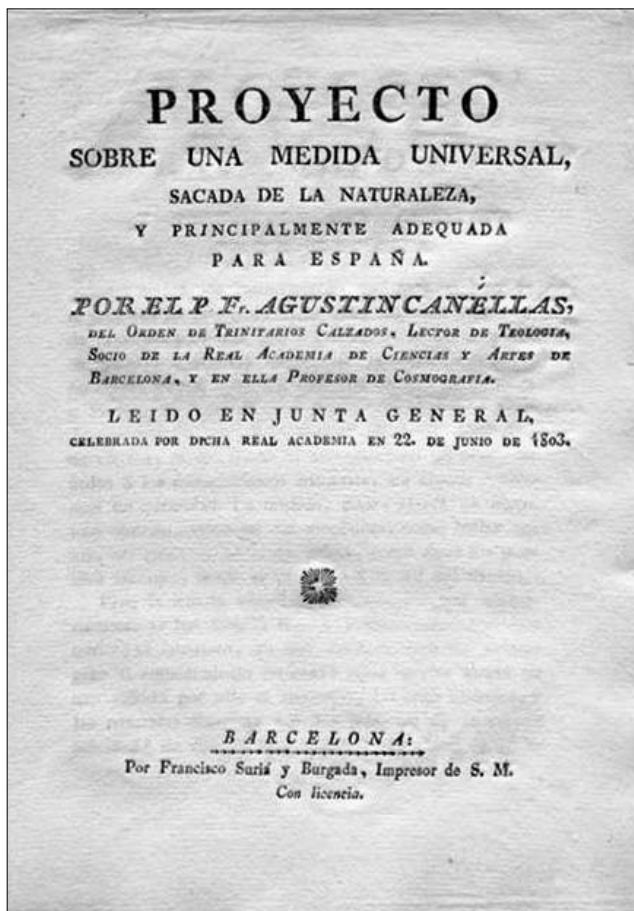 PROYECTO
SOBRE UNA MEDIDA UNIVERSAL,
SACADA DE LA NATURALEZA,
Y PRINCIPALMENTE ADEQUADA
PARA ESPAÑA.
POR EL P. Fr. AGUSTIN CANÉLLAS,
DEL ORDEN DE TRINITARIOS CALZADOS, LECTOR DE TEOLOGIA,
SOCIO DE LA REAL ACADEMIA DE CIENCIAS Y ARTES DE
BARCELONA, Y EN ELLA PROFESOR DE COSMOGRAFIA.
LEIDO EN JUNTA GENERAL,
CELEBRADA POR DICHA REAL ACADEMIA EN 22. DE JUNIO DE 1803.
BARCELONA:
Por Francisco Suriá y Burgada, Impresor de S. M.
Con licencia.